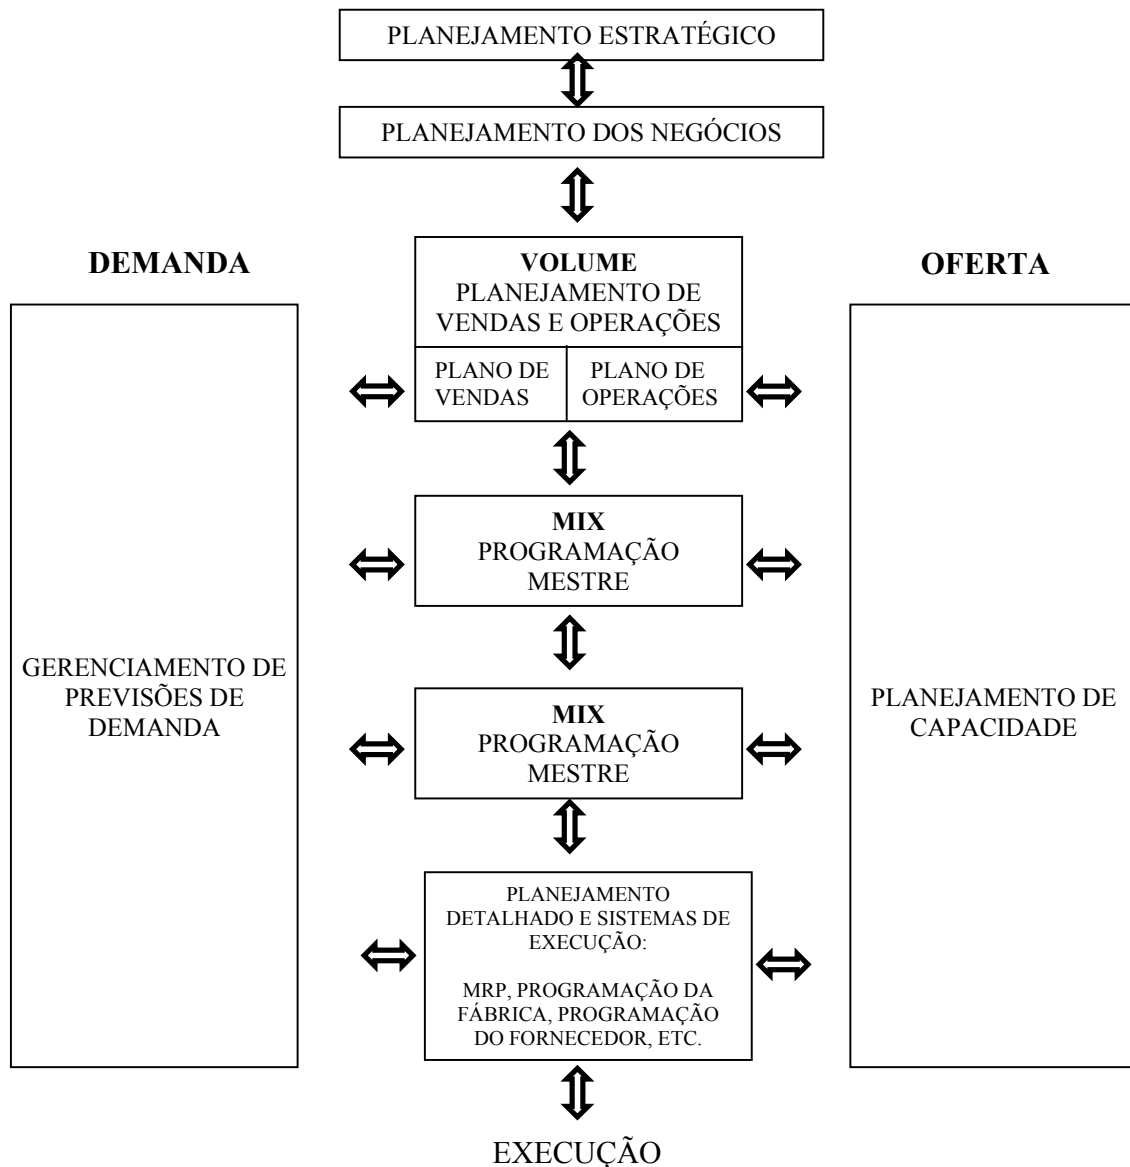 PLANEJAMENTO ESTRATÉGICO
PLANEJAMENTO DOS NEGÓCIOS
DEMANDA
VOLUME
PLANEJAMENTO DE
VENDAS E OPERAÇÕES
OFERTA
PLANO DE
VENDAS
PLANO DE
OPERAÇÕES
MIX
PROGRAMAÇÃO
MESTRE
GERENCIAMENTO DE
PREVISÕES DE
DEMANDA
MIX
PROGRAMAÇÃO
MESTRE
PLANEJAMENTO DE
CAPACIDADE
PLANEJAMENTO
DETALHADO E SISTEMAS DE
EXECUÇÃO:
MRP, PROGRAMAÇÃO DA
FÁBRICA, PROGRAMAÇÃO
DO FORNECEDOR, ETC.
EXECUÇÃO